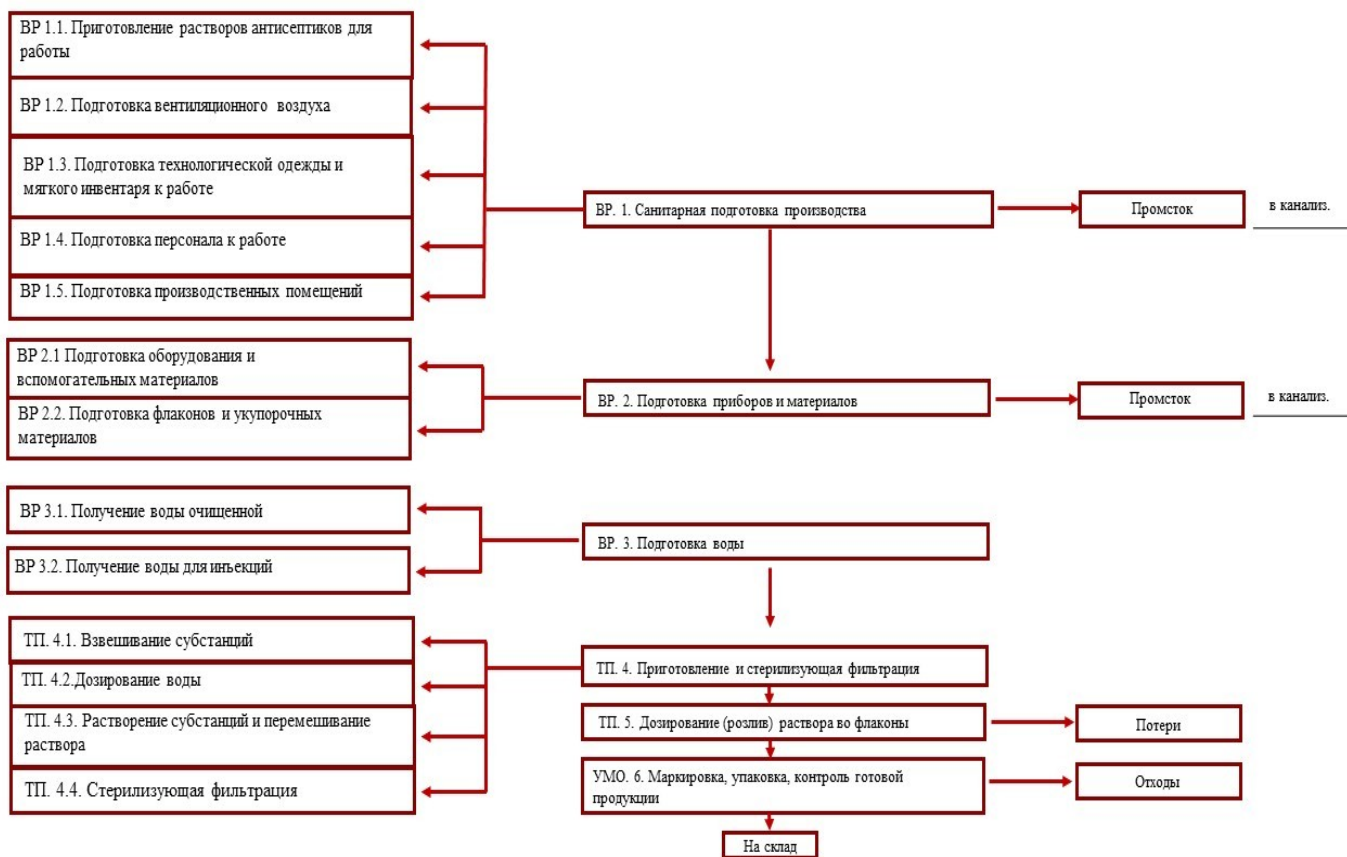 ВР 1.1. Приготовление растворов антисептиков для
работы
ВР 1.2. Подготовка вентиляционного воздуха
ВР 1.3. Подготовка технологической одежды и
мягкого инвентаря к работе
ВР 1.4. Подготовка персонала к работе
ВР 1.5. Подготовка производственных помещений
ВР. 1. Санитарная подготовка производства
Промсток
в канализ.
ВР 2.1 Подготовка оборудования и
вспомогательных материалов
ВР 2.2. Подготовка флаконов и укупорочных
материалов
ВР. 2. Подготовка приборов и материалов
Промсток
в канализ.
ВР 3.1. Получение воды очищенной
ВР 3.2. Получение воды для инъекций
ВР. 3. Подготовка воды
ТП. 4.1. Взвешивание субстанций
ТП. 4.2.Дозирование воды
ТП. 4.3. Растворение субстанций и перемешивание
раствора
ТП. 4.4. Стерилизующая фильтрация
ТП. 4. Приготовление и стерилизующая фильтрация
ТП. 5. Дозирование (розлив) раствора во флаконы
Потери
УМО. 6. Маркировка, упаковка, контроль готовой
продукции
Отходы
На склад